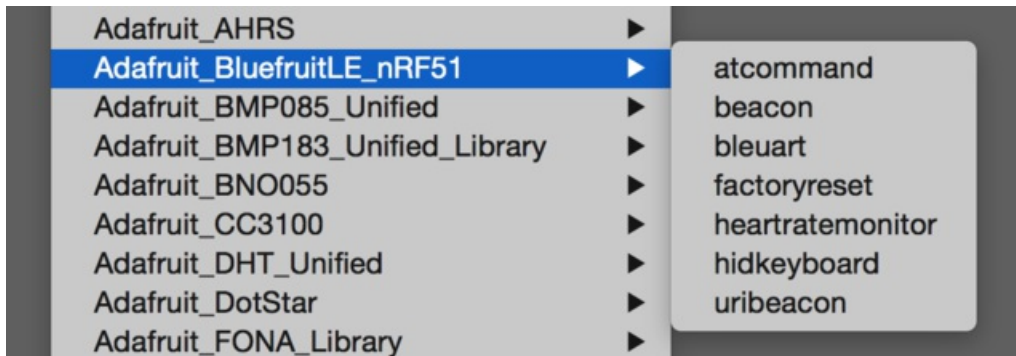 Adafruit_AHRS
Adafruit_BluefruitLE_nRF51
Adafruit_BMP085_Unified
Adafruit_BMP183_Unified_Library
Adafruit_BNO055
Adafruit_CC3100
Adafruit_DHT_Unified
Adafruit_DotStar
Adafruit_FONA_Library
atcommand
beacon
bleuart
factoryreset
heartratemonitor
hidkeyboard
uribeacon